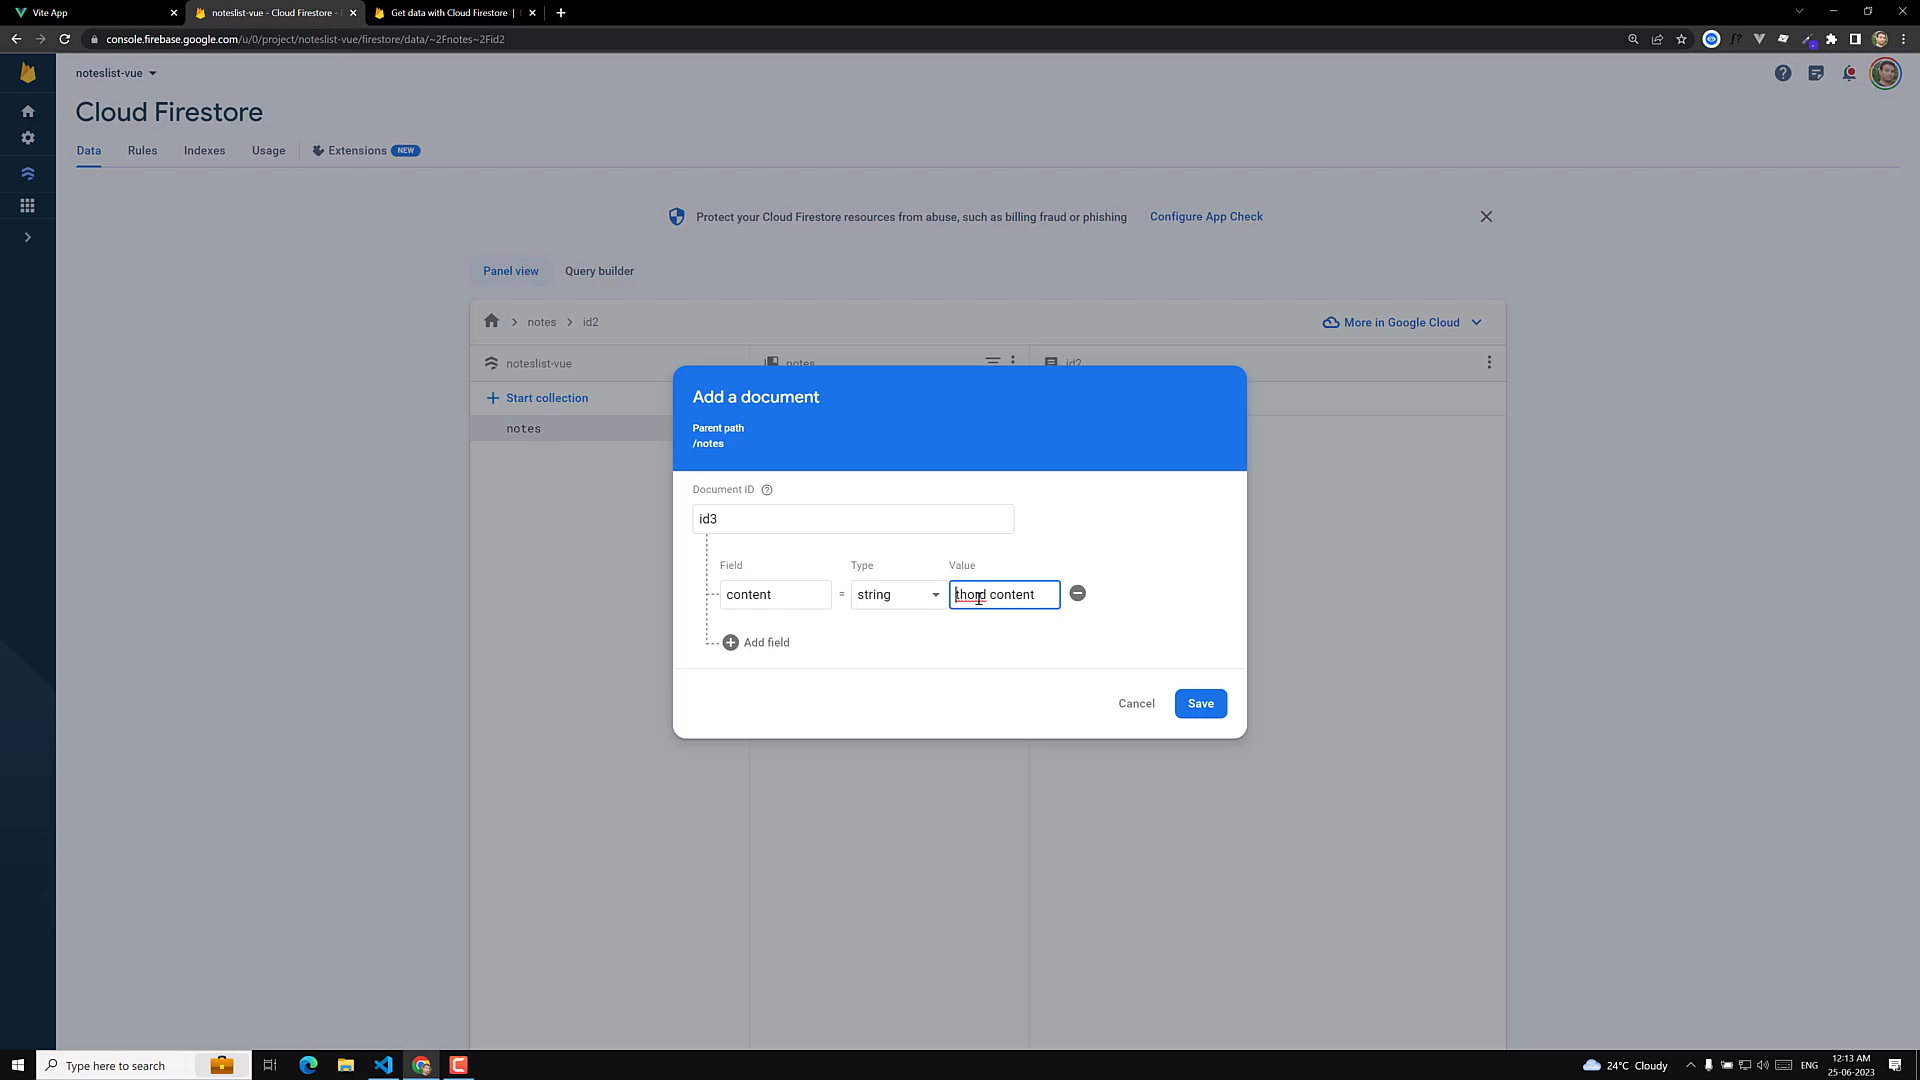 Vite App
noteslist-vue - Cloud Firestore -
Get data with Cloud Firestore |
console.firebase.google.com/u/0/project/noteslist-vue/firestore/data/~2Fnotes~2Fid2
noteslist-vue
Cloud Firestore
Data
Rules
Indexes
Usage
Extensions
NEW
Protect your Cloud Firestore resources from abuse, such as billing fraud or phishing
Configure App Check
Panel view
Query builder
notes
id2
More in Google Cloud
noteslist-vue
notes
id2
Start collection
notes
Add a document
Parent path
/notes
Document ID
id3
Field
Type
Value
content
=
string
thord content
Add field
Cancel
Save
Type here to search
24°C Cloudy
ENG
12:13 AM
25-06-2023